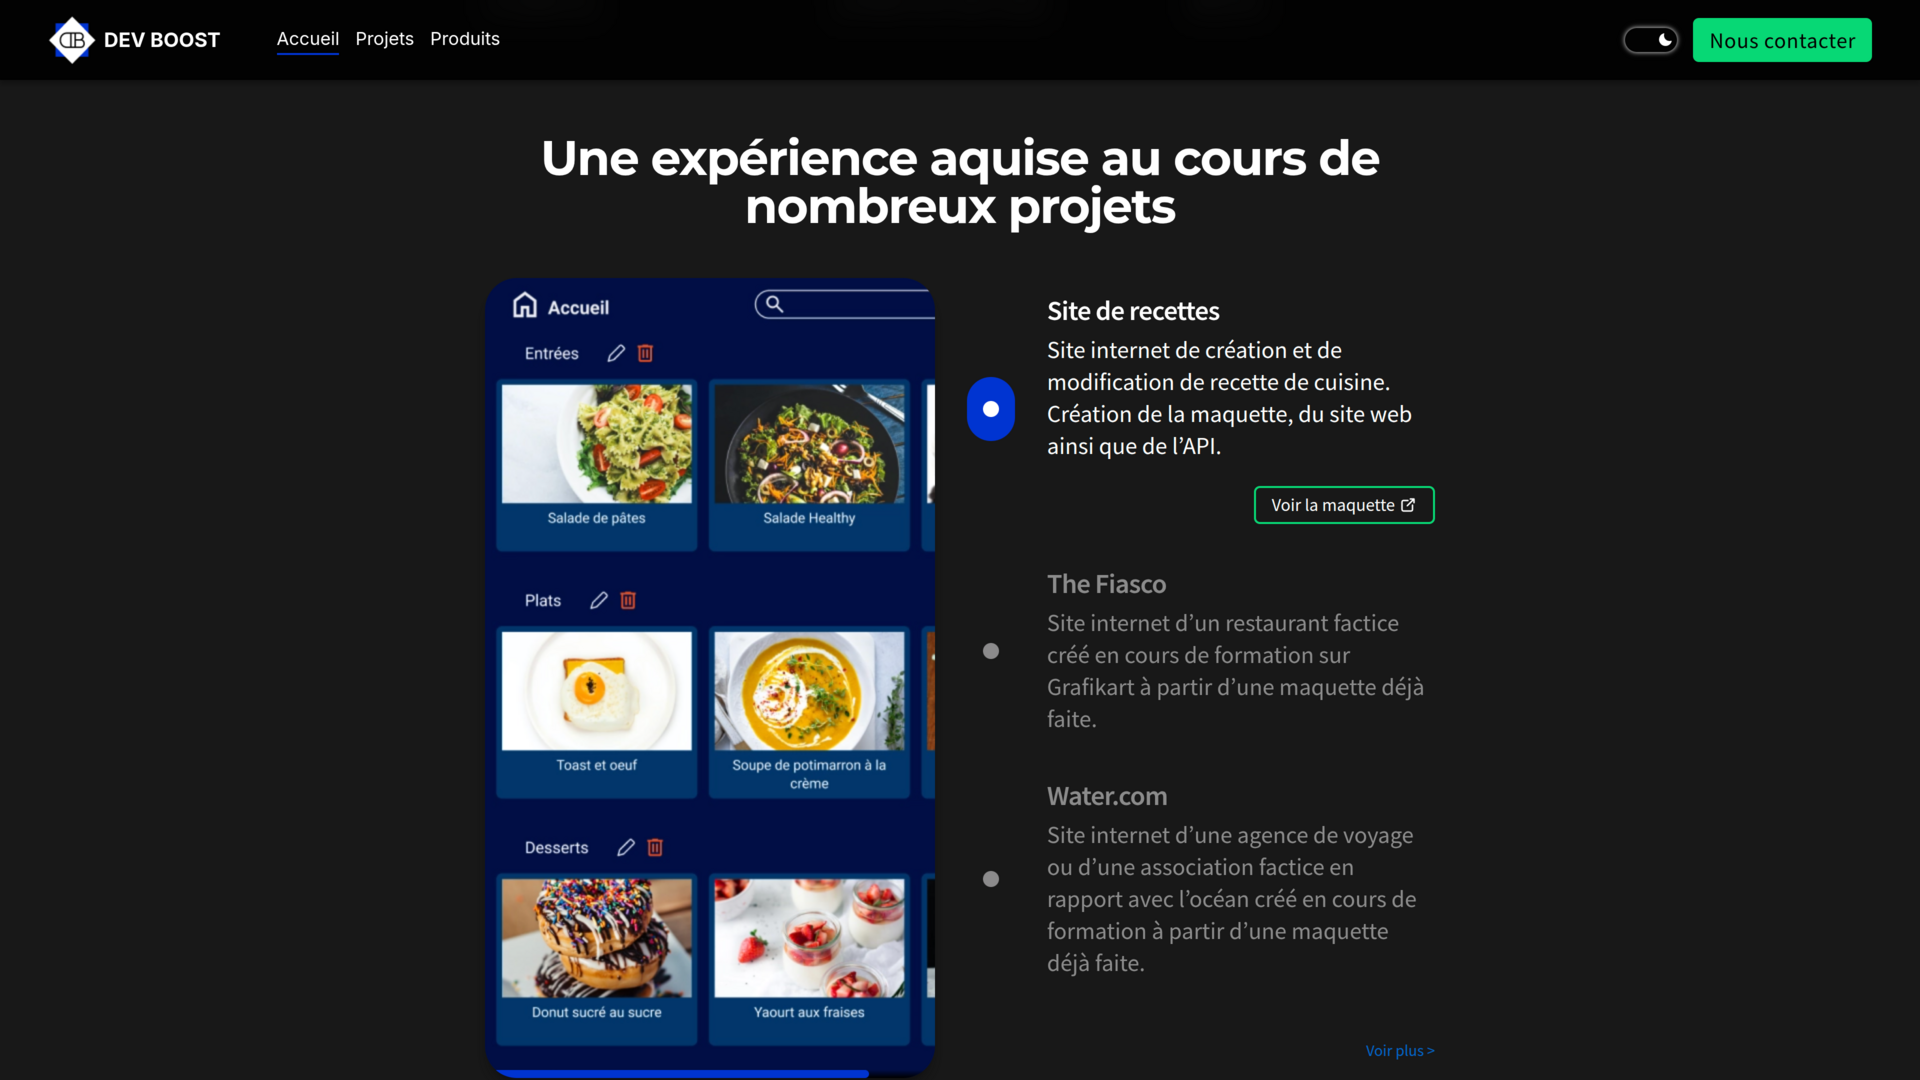 DEV BOOST
Accueil
Projets
Produits
Nous contacter
Une expérience aquise au cours de
nombreux projets
Accueil
Entrées
Salade de pâtes
Salade Healthy
Plats
Toast et oeuf
Soupe de potimarron à la
crème
Desserts
Donut sucré au sucre
Yaourt aux fraises
Site de recettes
Site internet de création et de
modification de recette de cuisine.
Création de la maquette, du site web
ainsi que de l’API.
Voir la maquette
The Fiasco
Site internet d’un restaurant factice
créé en cours de formation sur
Grafikart à partir d’une maquette déjà
faite.
Water.com
Site internet d’une agence de voyage
ou d’une association factice en
rapport avec l’océan créé en cours de
formation à partir d’une maquette
déjà faite.
Voir plus >